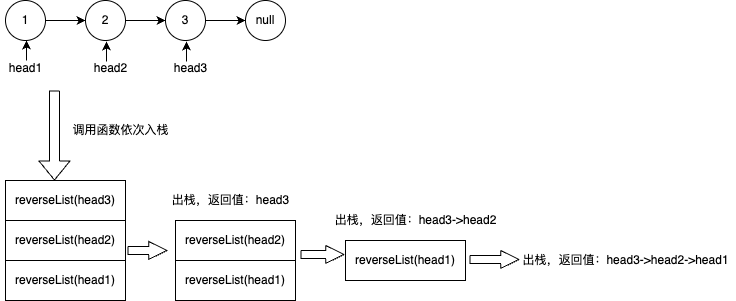 1 2 3 null
head1 head2 head3
调用函数依次入栈
reverseList(head3)
reverseList(head2)
reverseList(head1)
出栈，返回值：head3
reverseList(head2)
reverseList(head1)
出栈，返回值：head3->head2
reverseList(head1)
出栈，返回值：head3->head2->head1